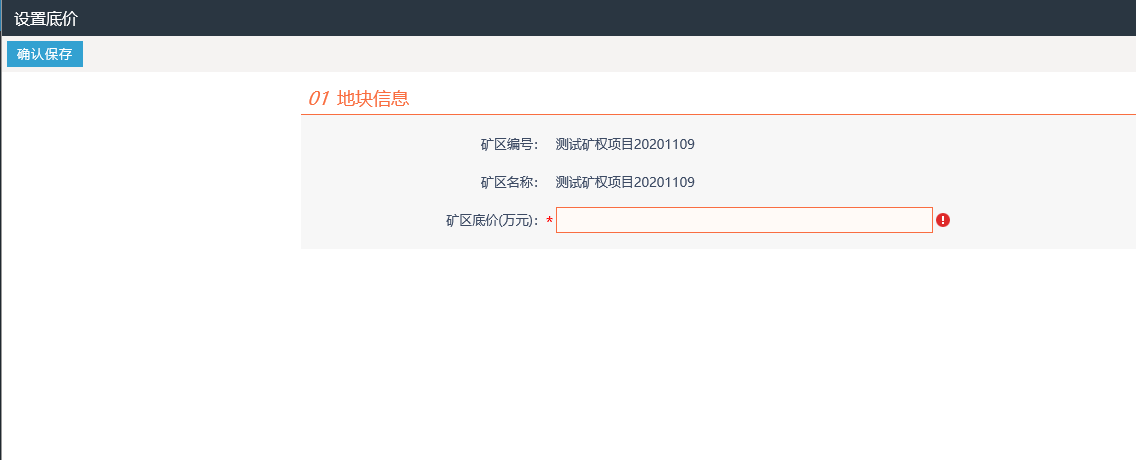 设置底价
确认保存
01 地块信息
矿区编号： 测试矿权项目20201109
矿区名称： 测试矿权项目20201109
矿区底价(万元)： *